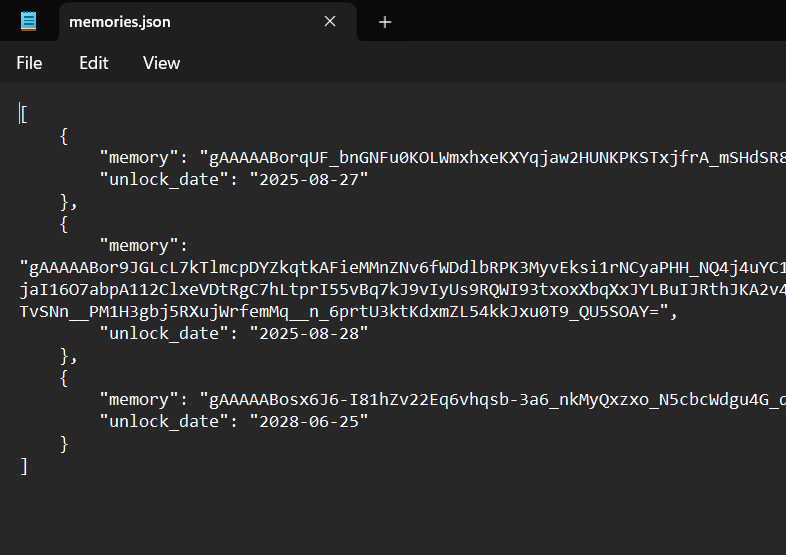 memories.json
File Edit View
[
    {
        "memory": "gAAAAABorqUF_bnGNFu0KOLWmxhxeKXYqjaw2HUNKPKSTxjfrA_mSHdSR8
        "unlock_date": "2025-08-27"
    },
    {
        "memory":
"gAAAAABor9JGLcL7kTlmcpDYZkqtkAFieMMnZNv6fWDdlbRPK3MyvEksi1rNCyaPHH_NQ4j4uYC1
jaI16O7abpA112ClxeVDtRgC7hLtprI55vBq7kJ9vIyUs9RQWI93txoxXbqXxJYLBuIJRthJKA2v4
TvSNn__PM1H3gbj5RXujWrfemMq__n_6prtU3ktKdxmZL54kkJxu0T9_QU5SOAY=",
        "unlock_date": "2025-08-28"
    },
    {
        "memory": "gAAAAABosx6J6-I81hZv22Eq6vhqsb-3a6_nkMyQxzxo_N5cbcWdgu4G_d
        "unlock_date": "2028-06-25"
    }
]